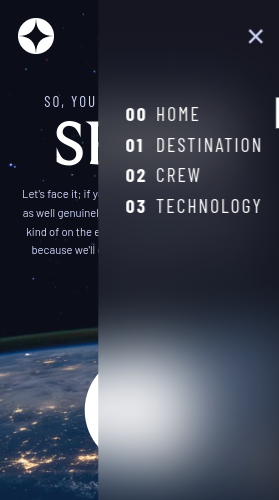 SO, YOU
Let's face it; if y
as well genuinel
kind of on the e
because we'll
00 HOME
01 DESTINATION
02 CREW
03 TECHNOLOGY